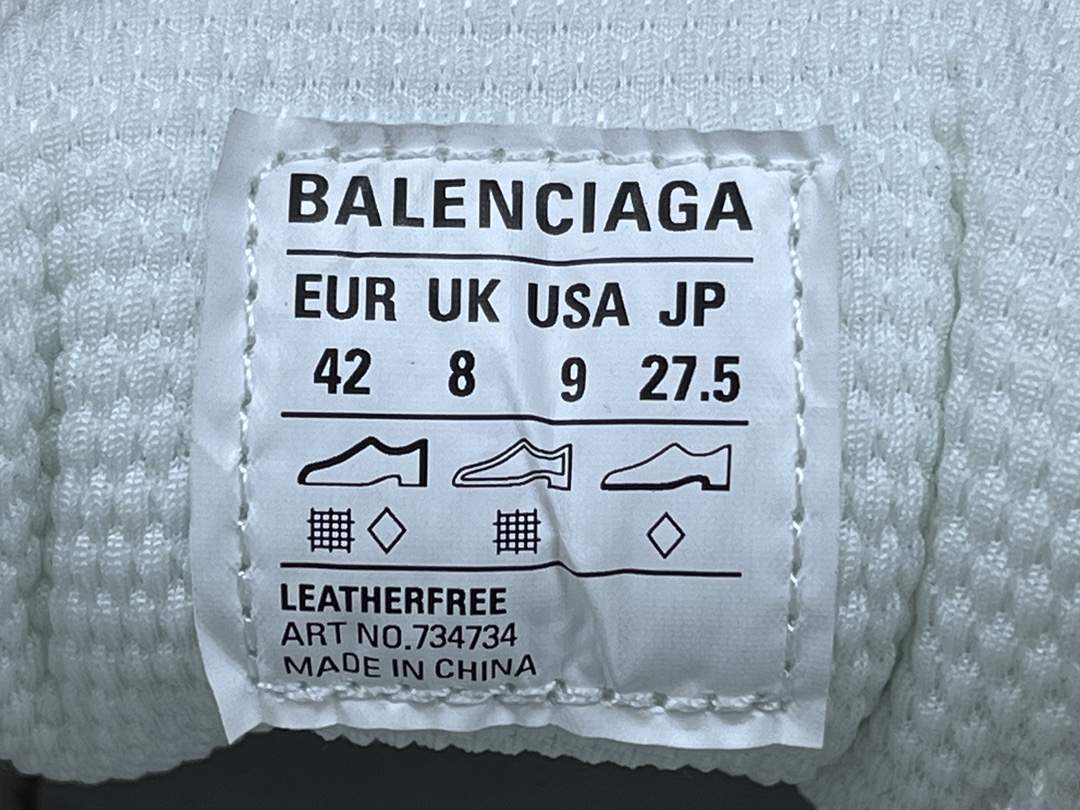 BALENCIAGA
EUR UK USA JP
42 8 9 27.5
LEATHERFREE
ART NO.734734
MADE IN CHINA